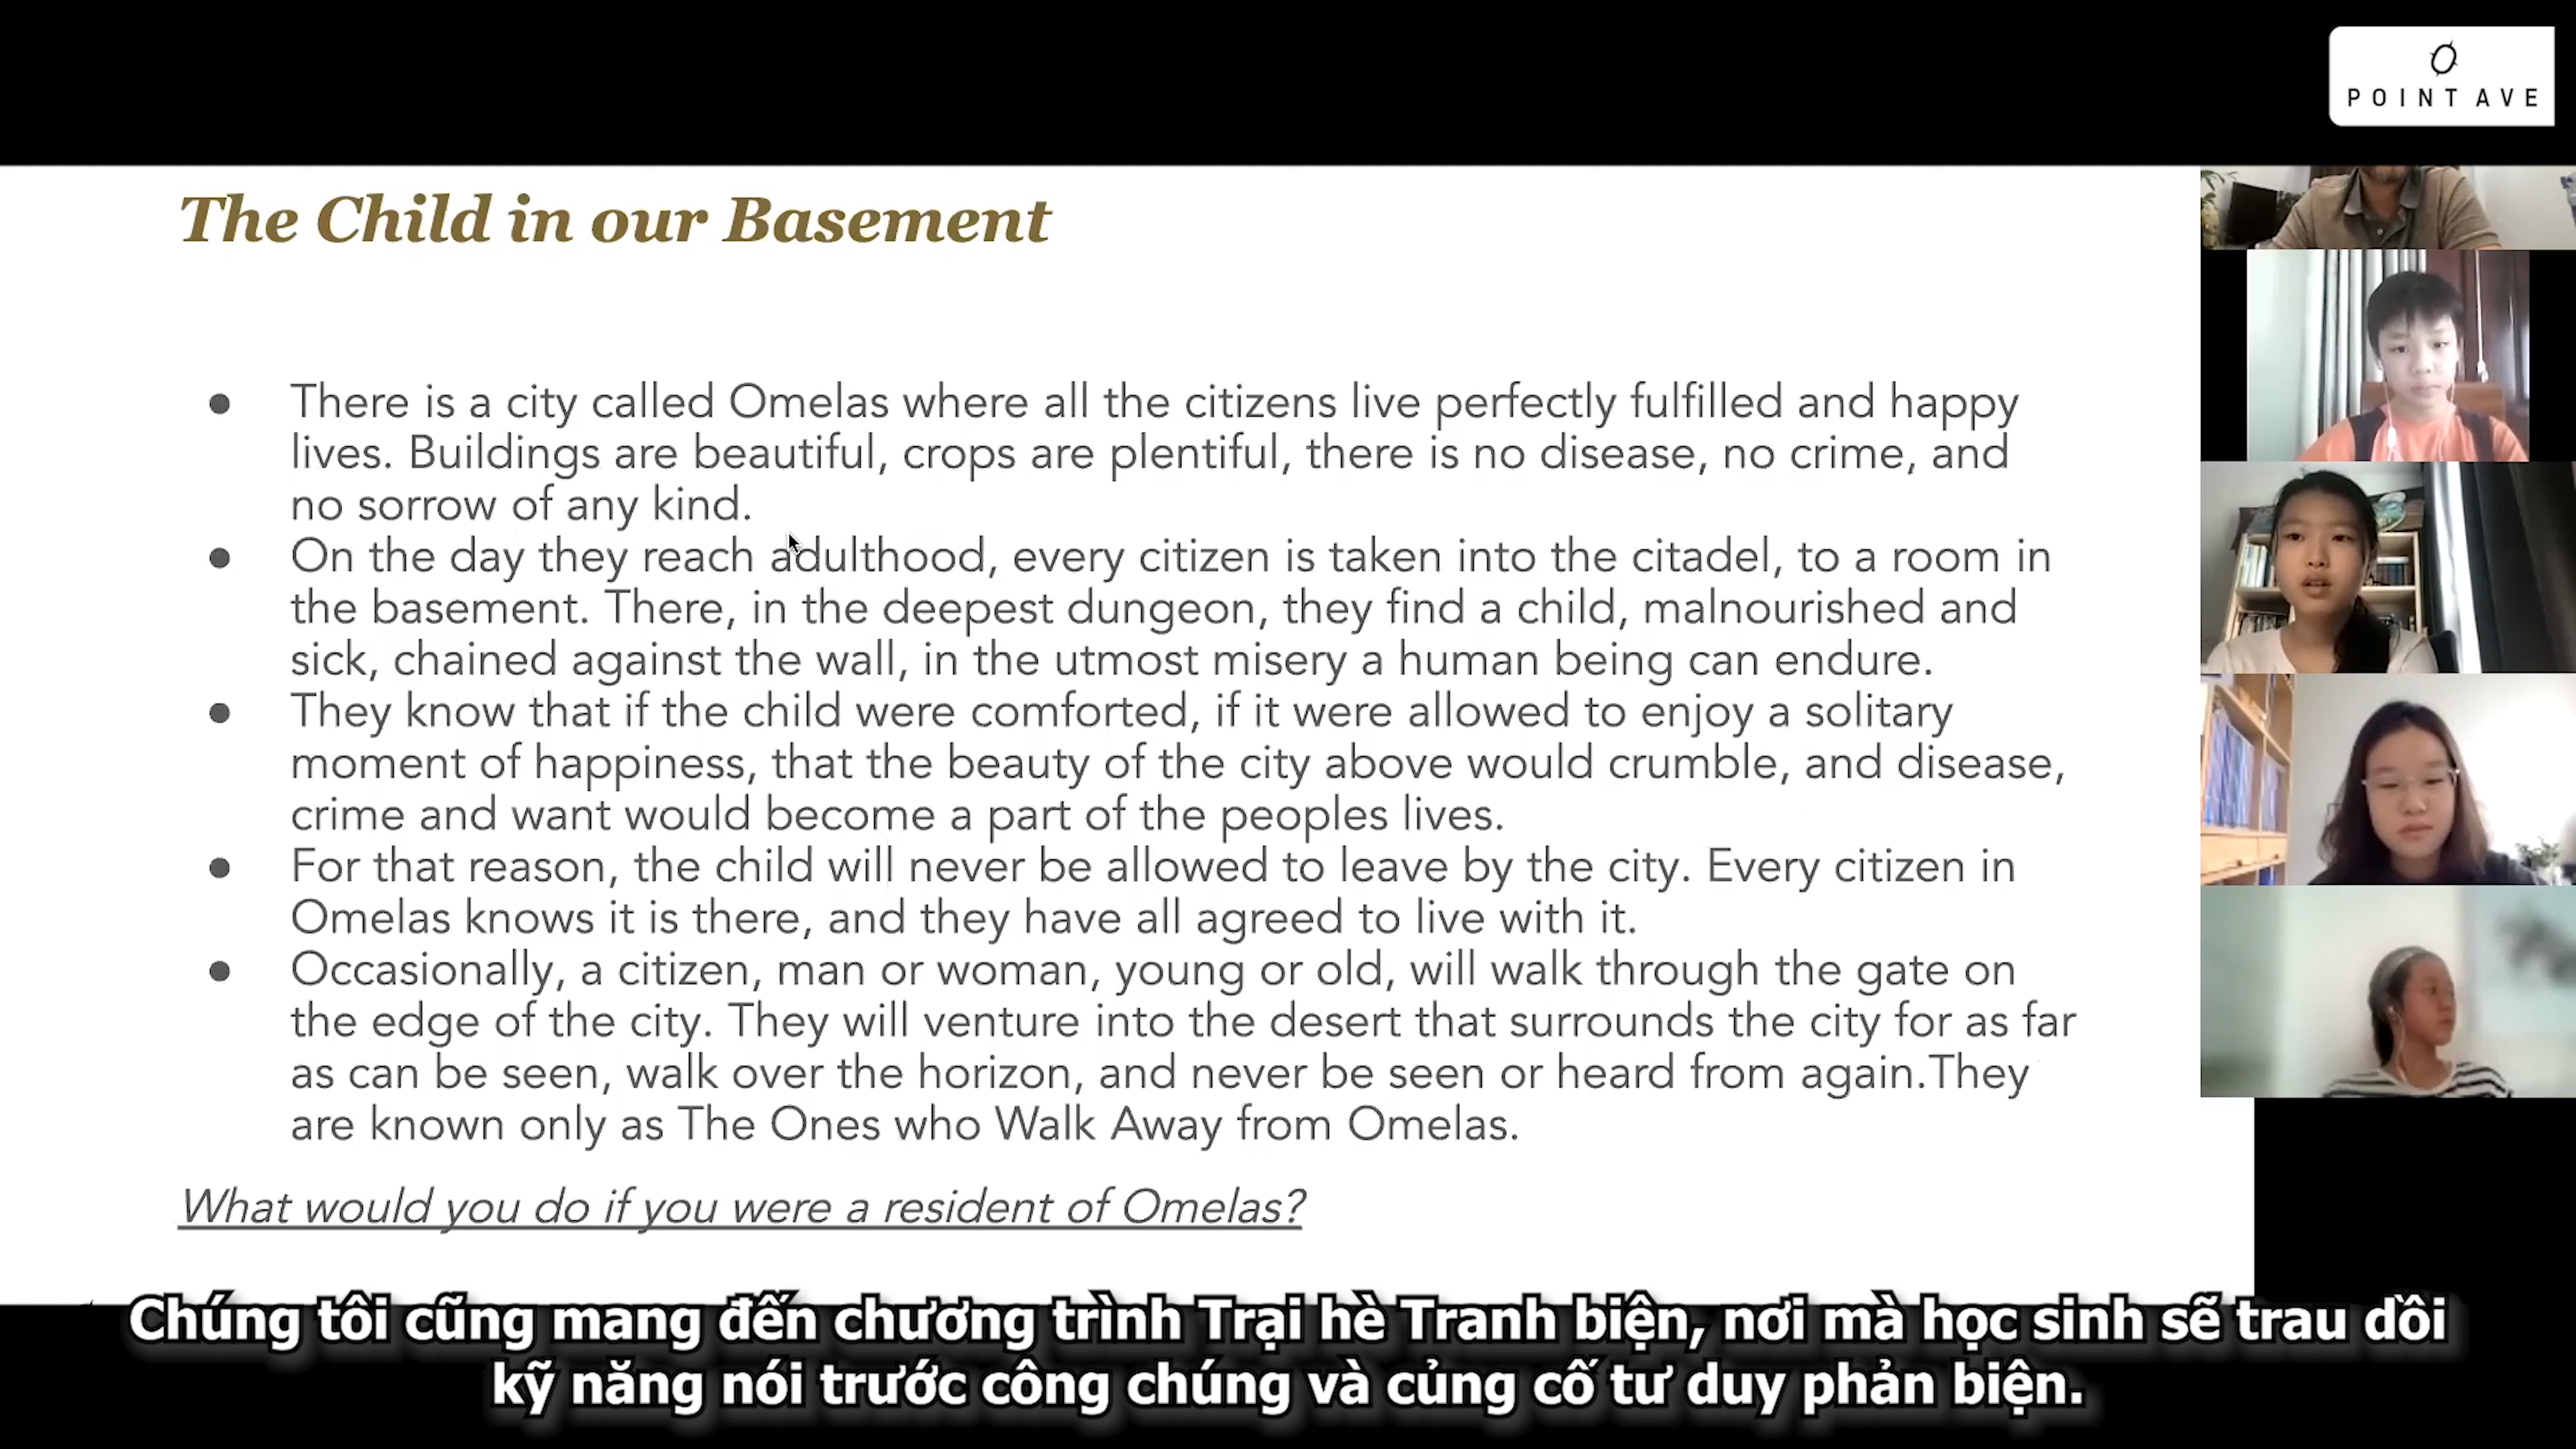 POINT AVE
The Child in our Basement
● There is a city called Omelas where all the citizens live perfectly fulfilled and happy
lives. Buildings are beautiful, crops are plentiful, there is no disease, no crime, and
no sorrow of any kind.
● On the day they reach adulthood, every citizen is taken into the citadel, to a room in
the basement. There, in the deepest dungeon, they find a child, malnourished and
sick, chained against the wall, in the utmost misery a human being can endure.
● They know that if the child were comforted, if it were allowed to enjoy a solitary
moment of happiness, that the beauty of the city above would crumble, and disease,
crime and want would become a part of the peoples lives.
● For that reason, the child will never be allowed to leave by the city. Every citizen in
Omelas knows it is there, and they have all agreed to live with it.
● Occasionally, a citizen, man or woman, young or old, will walk through the gate on
the edge of the city. They will venture into the desert that surrounds the city for as far
as can be seen, walk over the horizon, and never be seen or heard from again.They
are known only as The Ones who Walk Away from Omelas.
What would you do if you were a resident of Omelas?
Chúng tôi cũng mang đến chương trình Trại hè Tranh biện, nơi mà học sinh sẽ trau dồi
kỹ năng nói trước công chúng và củng cố tư duy phản biện.